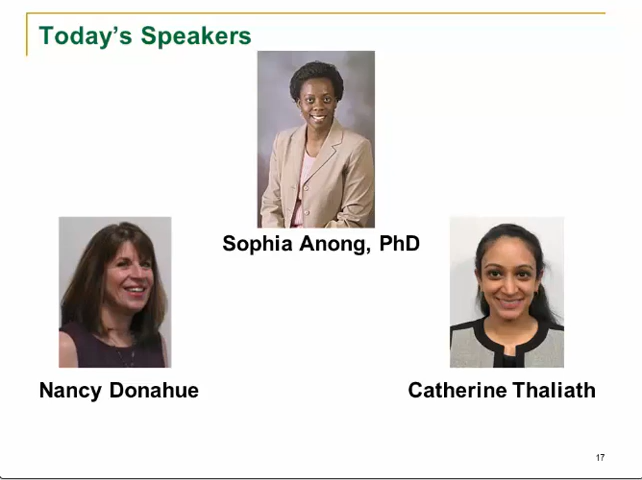 Today’s Speakers
Sophia Anong, PhD
Nancy Donahue
Catherine Thaliath
17